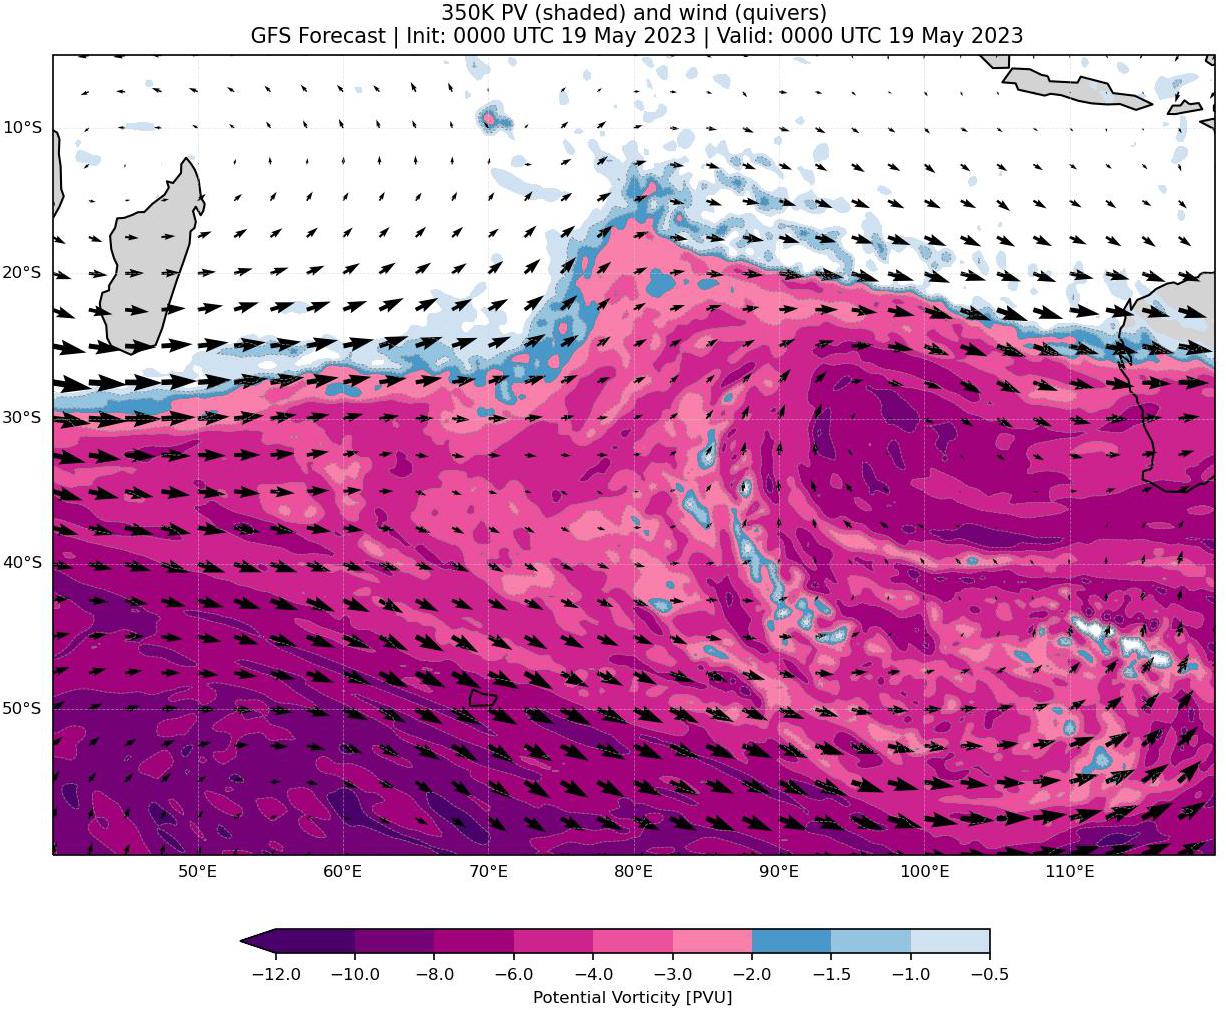 350K PV (shaded) and wind (quivers)
GFS Forecast | Init: 0000 UTC 19 May 2023 | Valid: 0000 UTC 19 May 2023
10°S
20°S
30°S
40°S
50°S
50°E 60°E 70°E 80°E 90°E 100°E 110°E
−12.0 −10.0 −8.0 −6.0 −4.0 −3.0 −2.0 −1.5 −1.0 −0.5
Potential Vorticity [PVU]